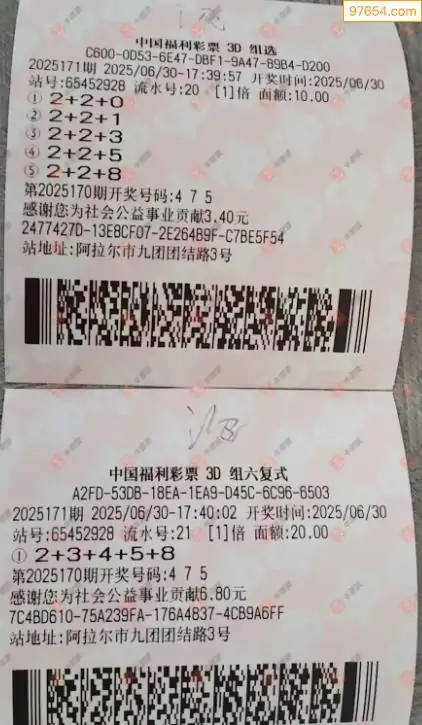 97654.com
中国福利彩票 3D 组选
C600-0D53-6E47-DBF1-9A47-B9B4-D200
2025171期 2025/06/30-17:39:57 开奖时间:2025/06/30
站号:65452928 流水号:20 [1]倍 面额:10.00
① 2+2+0
② 2+2+1
③ 2+2+3
④ 2+2+5
⑤ 2+2+8
第2025170期开奖号码:4 7 5
感谢您为社会公益事业贡献3.40元
2477427D-13E8CF07-2E264B9F-C7BE5F54
站地址:阿拉尔市九团团结路3号
中国福利彩票 3D 组六复式
A2FD-53DB-18EA-1EA9-D45C-6C96-6503
2025171期 2025/06/30-17:40:02 开奖时间:2025/06/30
站号:65452928 流水号:21 [1]倍 面额:20.00
① 2+3+4+5+8
第2025170期开奖号码:4 7 5
感谢您为社会公益事业贡献6.80元
7C4BD610-75A239FA-176A4837-4CB9A6FF
站地址:阿拉尔市九团团结路3号